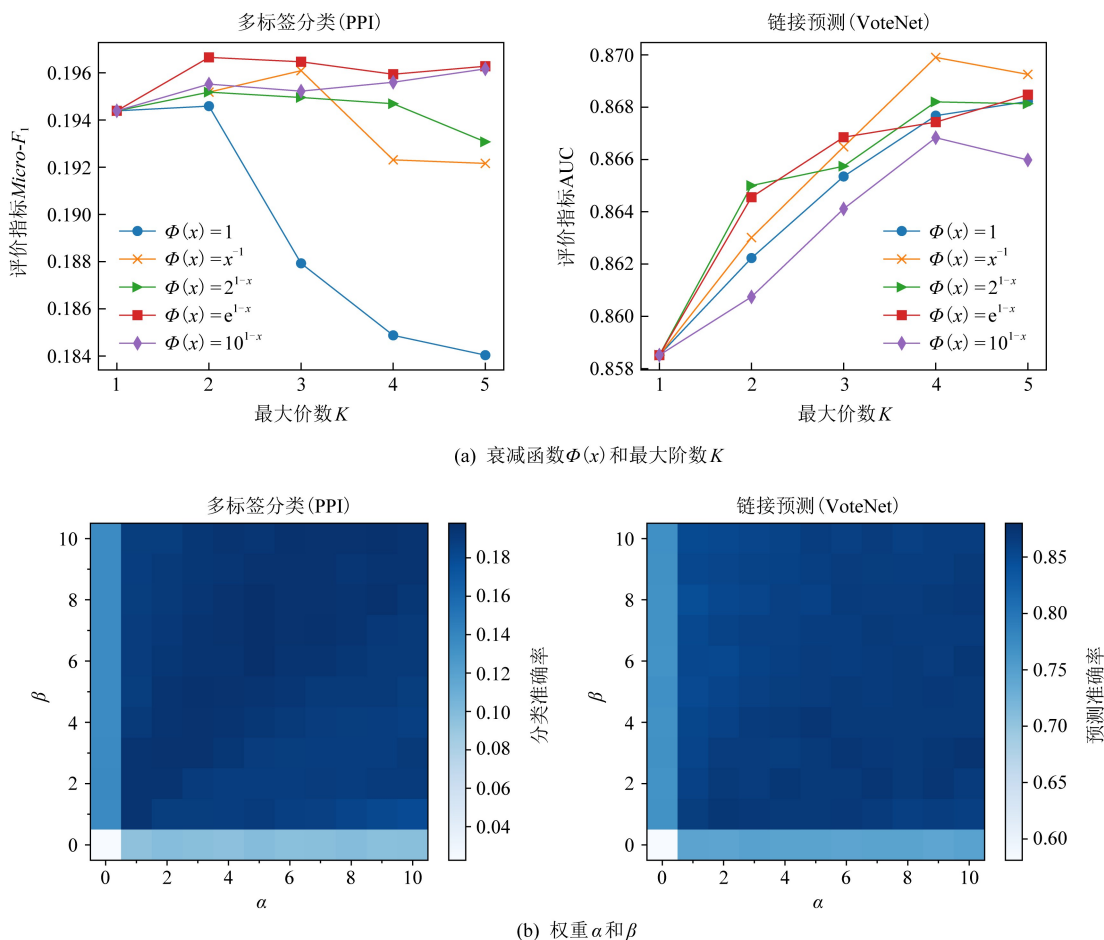 多标签分类(PPI)
评价指标Micro-F₁
0.196
0.194
0.192
0.190
0.188
0.186
0.184
Φ(x)=1
Φ(x)=x⁻¹
Φ(x)=2¹⁻ˣ
Φ(x)=e¹⁻ˣ
Φ(x)=10¹⁻ˣ
1 2 3 4 5
最大价数K
链接预测(VoteNet)
评价指标AUC
0.870
0.868
0.866
0.864
0.862
0.860
0.858
Φ(x)=1
Φ(x)=x⁻¹
Φ(x)=2¹⁻ˣ
Φ(x)=e¹⁻ˣ
Φ(x)=10¹⁻ˣ
1 2 3 4 5
最大价数K
(a) 衰减函数Φ(x)和最大阶数K
多标签分类(PPI)
β
10
8
6
4
2
0
0 2 4 6 8 10
α
0.18
0.16
0.14
0.12
0.10
0.08
0.06
0.04
分类准确率
链接预测(VoteNet)
β
10
8
6
4
2
0
0 2 4 6 8 10
α
0.85
0.80
0.75
0.70
0.65
0.60
预测准确率
(b) 权重α和β